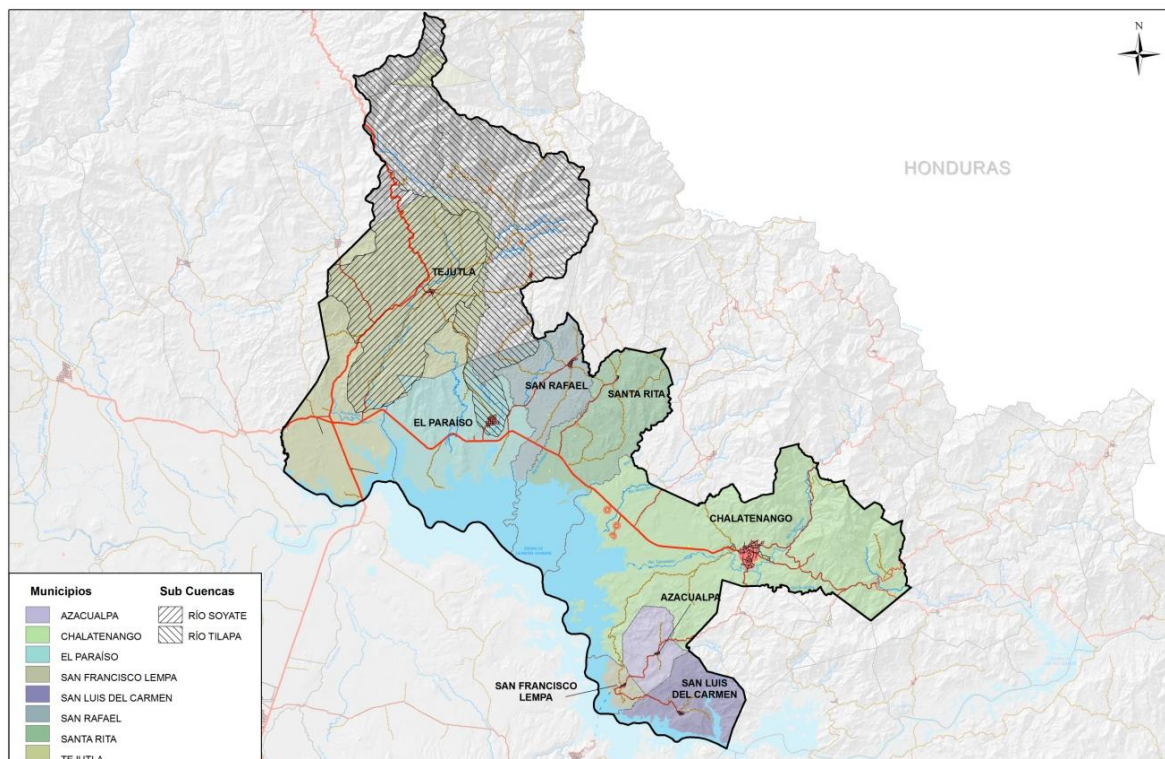 N
HONDURAS
TEJUTLA
SAN RAFAEL
SANTA RITA
EL PARAÍSO
CHALATENANGO
AZACUALPA
SAN FRANCISCO
LEMPA
SAN LUIS
DEL CARMEN
Municipios
AZACUALPA
CHALATENANGO
EL PARAÍSO
SAN FRANCISCO LEMPA
SAN LUIS DEL CARMEN
SAN RAFAEL
SANTA RITA
TEJUTLA
Sub Cuencas
RÍO SOYATE
RÍO TILAPA